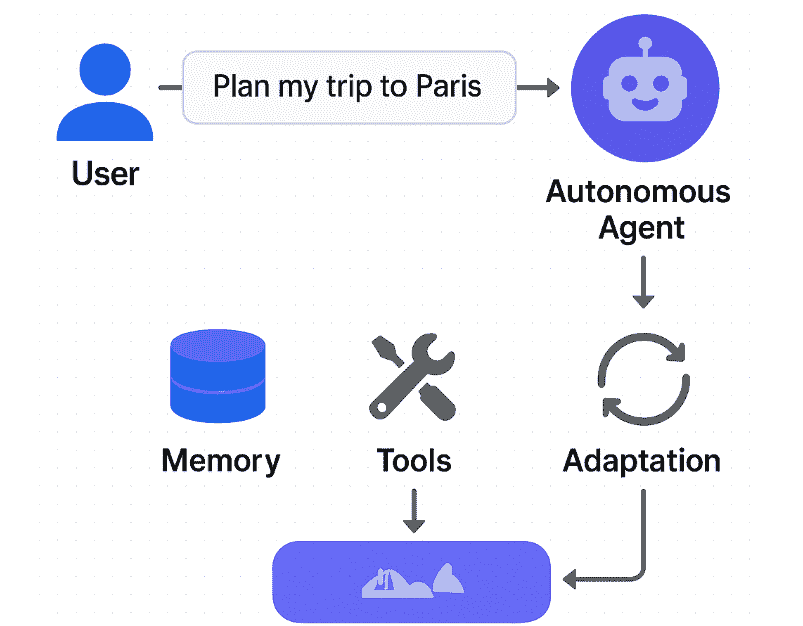 Plan my trip to Paris
User
Autonomous
Agent
Memory
Tools
Adaptation